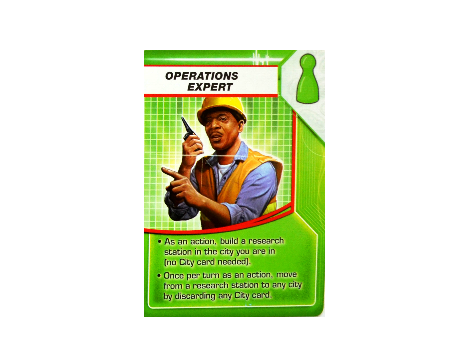 OPERATIONS
EXPERT
• As an action, build a research
station in the city you are in
(no City card needed).
• Once per turn as an action, move
from a research station to any city
by discarding any City card.